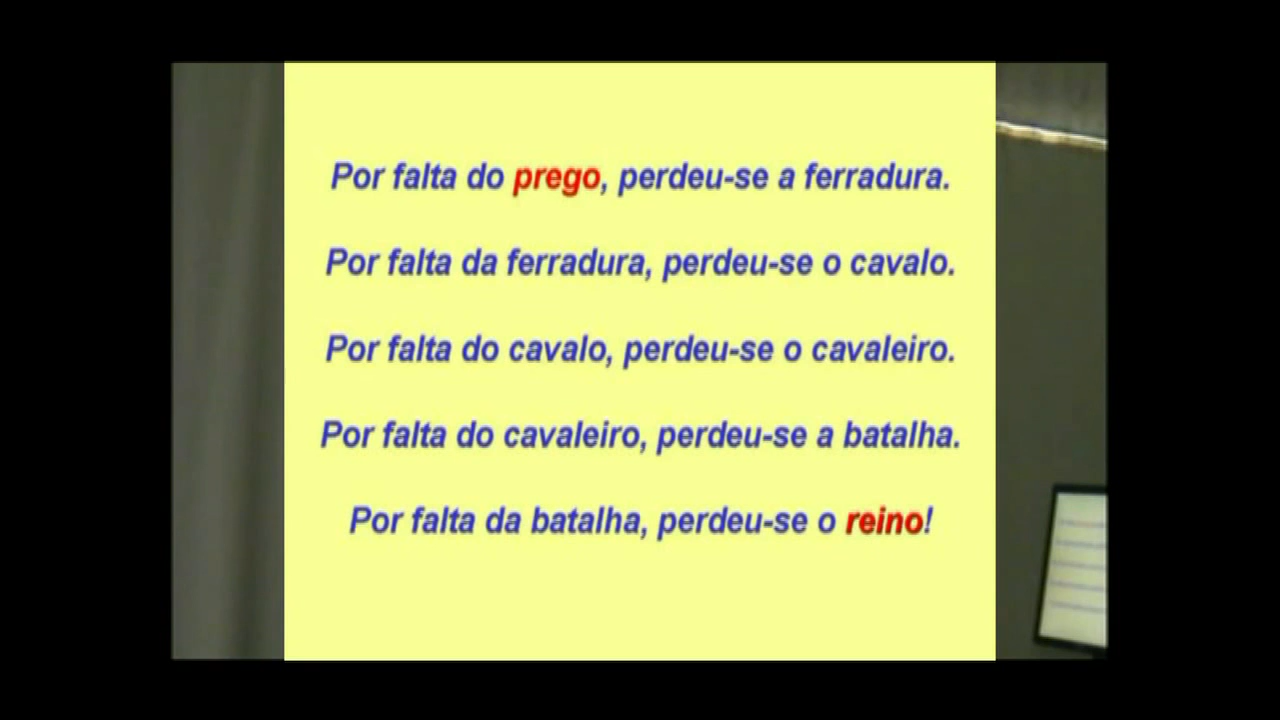 Por falta do prego, perdeu-se a ferradura.
Por falta da ferradura, perdeu-se o cavalo.
Por falta do cavalo, perdeu-se o cavaleiro.
Por falta do cavaleiro, perdeu-se a batalha.
Por falta da batalha, perdeu-se o reino!